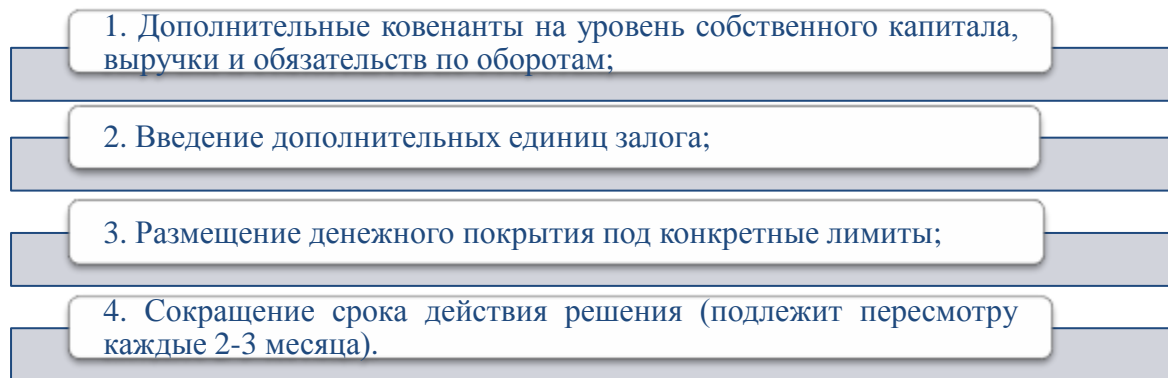 1. Дополнительные ковенанты на уровень собственного капитала,
выручки и обязательств по оборотам;
2. Введение дополнительных единиц залога;
3. Размещение денежного покрытия под конкретные лимиты;
4. Сокращение срока действия решения (подлежит пересмотру
каждые 2-3 месяца).